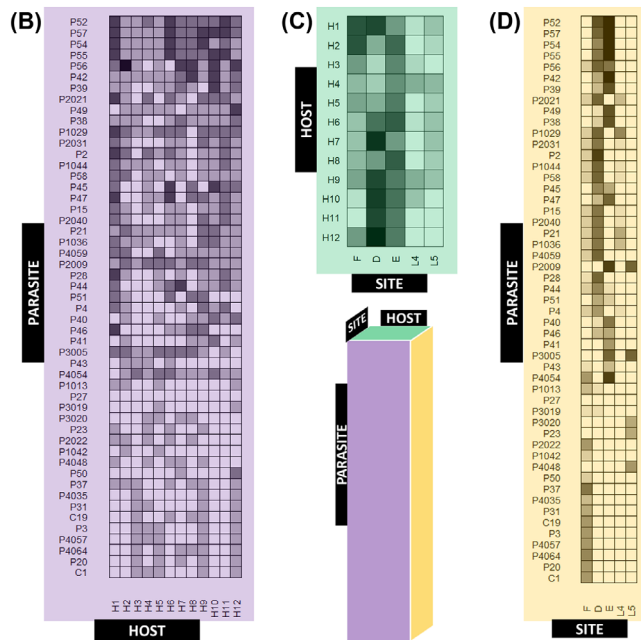 (B)
P52
P57
P54
P55
P56
P42
P39
P2021
P49
P38
P1029
P2031
P2
P1044
P58
P45
P47
P15
P2040
P21
P1036
P4059
P2009
P28
P44
P51
P4
P40
P46
P41
P3005
P43
P4054
P1013
P27
P3019
P3020
P23
P2022
P1042
P4048
P50
P37
P4035
P31
C19
P3
P4057
P4064
P20
C1
PARASITE
H1 H2 H3 H4 H5 H6 H7 H8 H9 H10 H11 H12
HOST
(C)
H1
H2
H3
H4
H5
H6
H7
H8
H9
H10
H11
H12
HOST
F D E L4 L5
SITE
SITE HOST
PARASITE
(D)
P52
P57
P54
P55
P56
P42
P39
P2021
P49
P38
P1029
P2031
P2
P1044
P58
P45
P47
P15
P2040
P21
P1036
P4059
P2009
P28
P44
P51
P4
P40
P46
P41
P3005
P43
P4054
P1013
P27
P3019
P3020
P23
P2022
P1042
P4048
P50
P37
P4035
P31
C19
P3
P4057
P4064
P20
C1
PARASITE
F D E L4 L5
SITE